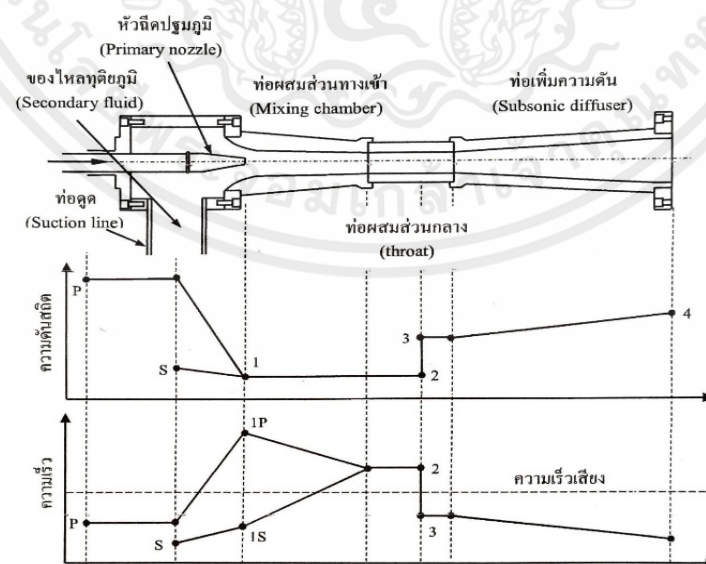 หัวฉีดปฐมภูมิ
(Primary nozzle)
ของไหลทุติยภูมิ
(Secondary fluid)
ท่อผสมส่วนทางเข้า
(Mixing chamber)
ท่อเพิ่มความดัน
(Subsonic diffuser)
ท่อดูด
(Suction line)
ท่อผสมส่วนกลาง
(throat)
ความดันสถิต
P
S
1
2
3
4
ความเร็ว
P
S
1P
1S
2
3
ความเร็วเสียง